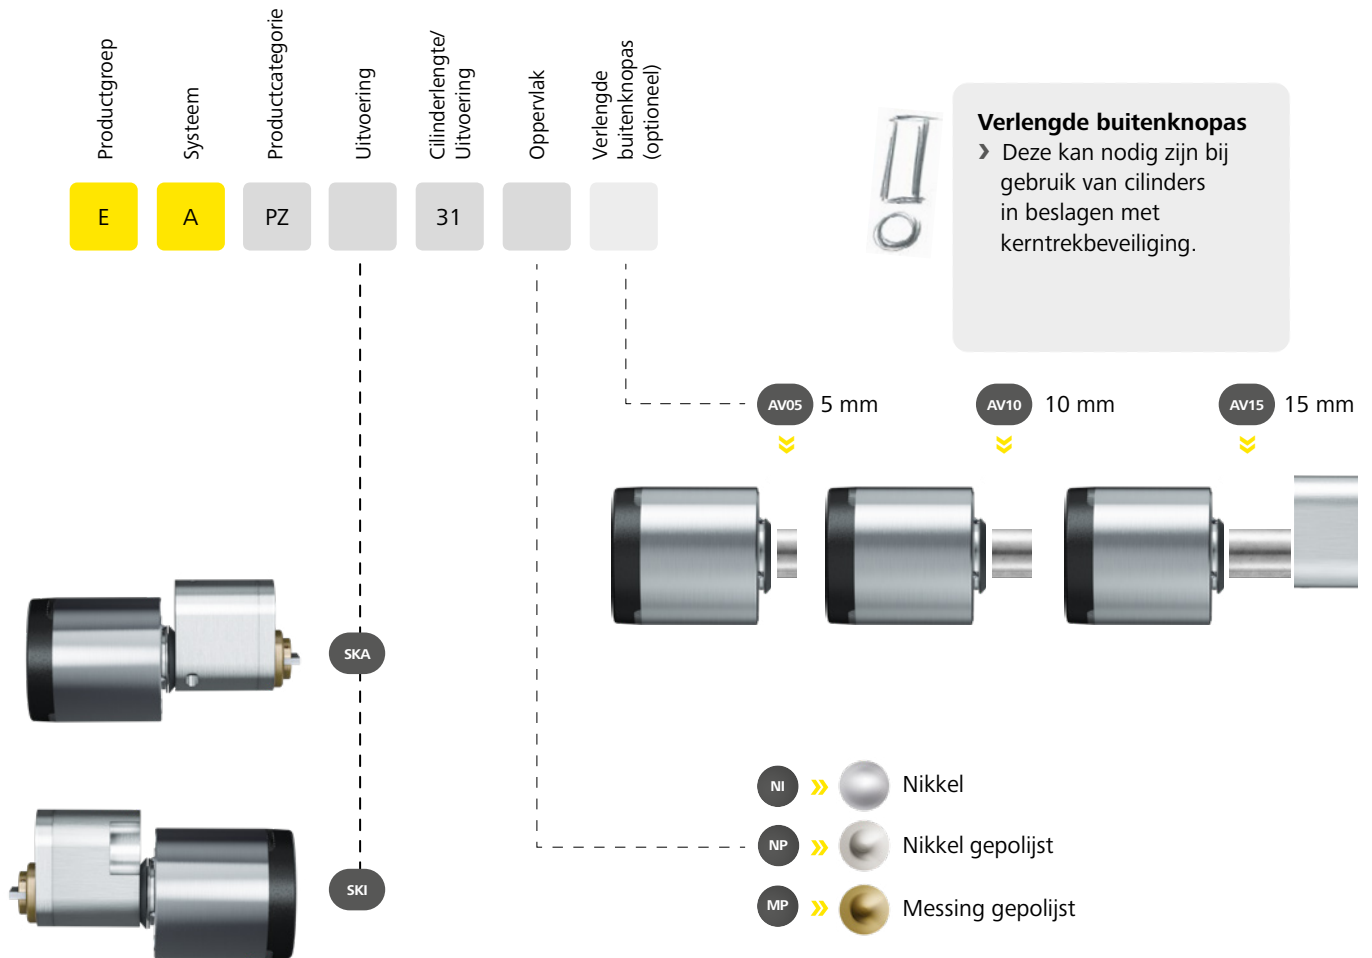 Productgroep
Systeem
Productcategorie
Uitvoering
Cilinderlengte/
Uitvoering
Oppervlak
Verlengde
buitenknopas
(optioneel)
E
A
PZ
31
Verlengde buitenknopas
› Deze kan nodig zijn bij
gebruik van cilinders
in beslagen met
kerntrekbeveiliging.
AV05 5 mm
AV10 10 mm
AV15 15 mm
SKA
SKI
NI » Nikkel
NP » Nikkel gepolijst
MP » Messing gepolijst